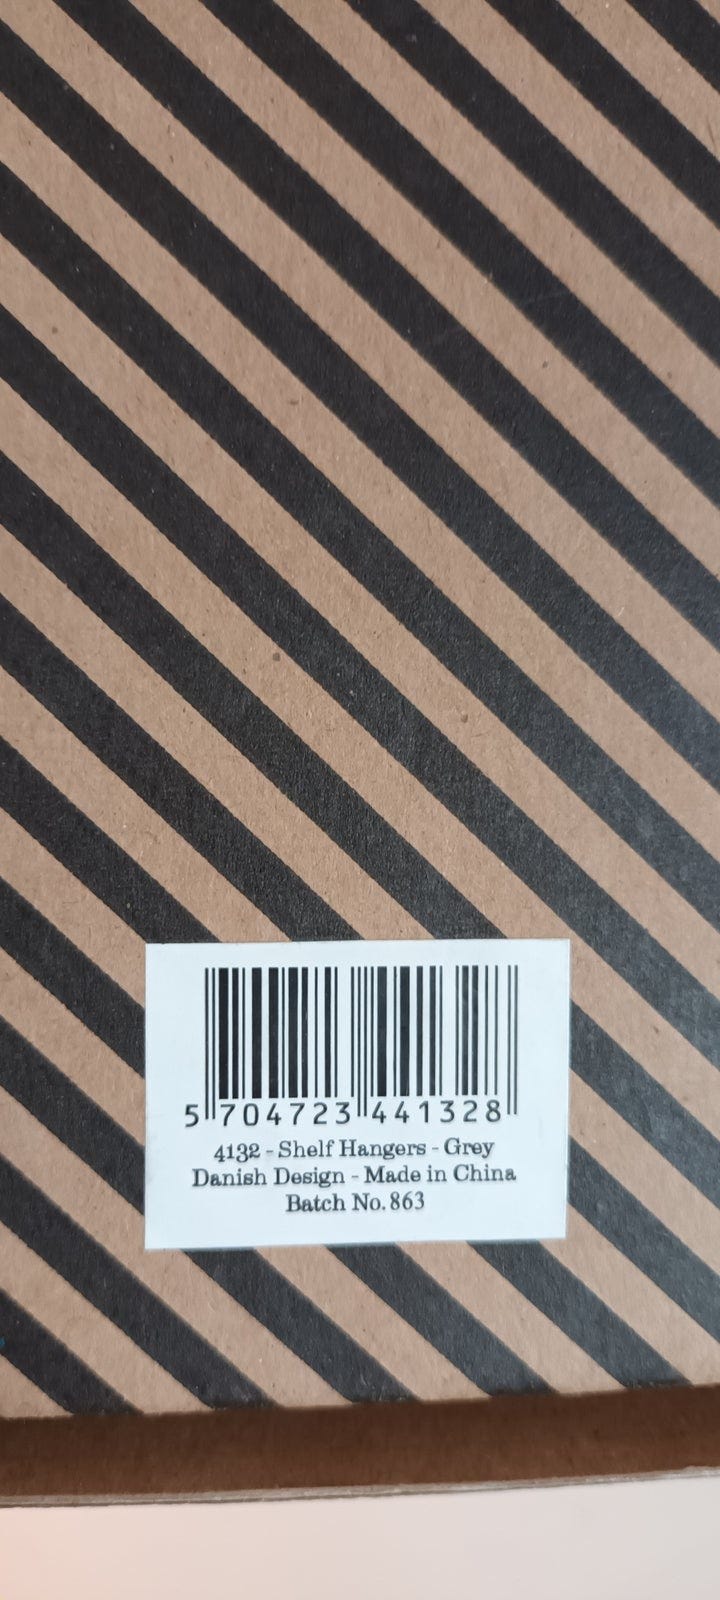 5 704723 441328
4132 - Shelf Hangers - Grey
Danish Design - Made in China
Batch No. 863